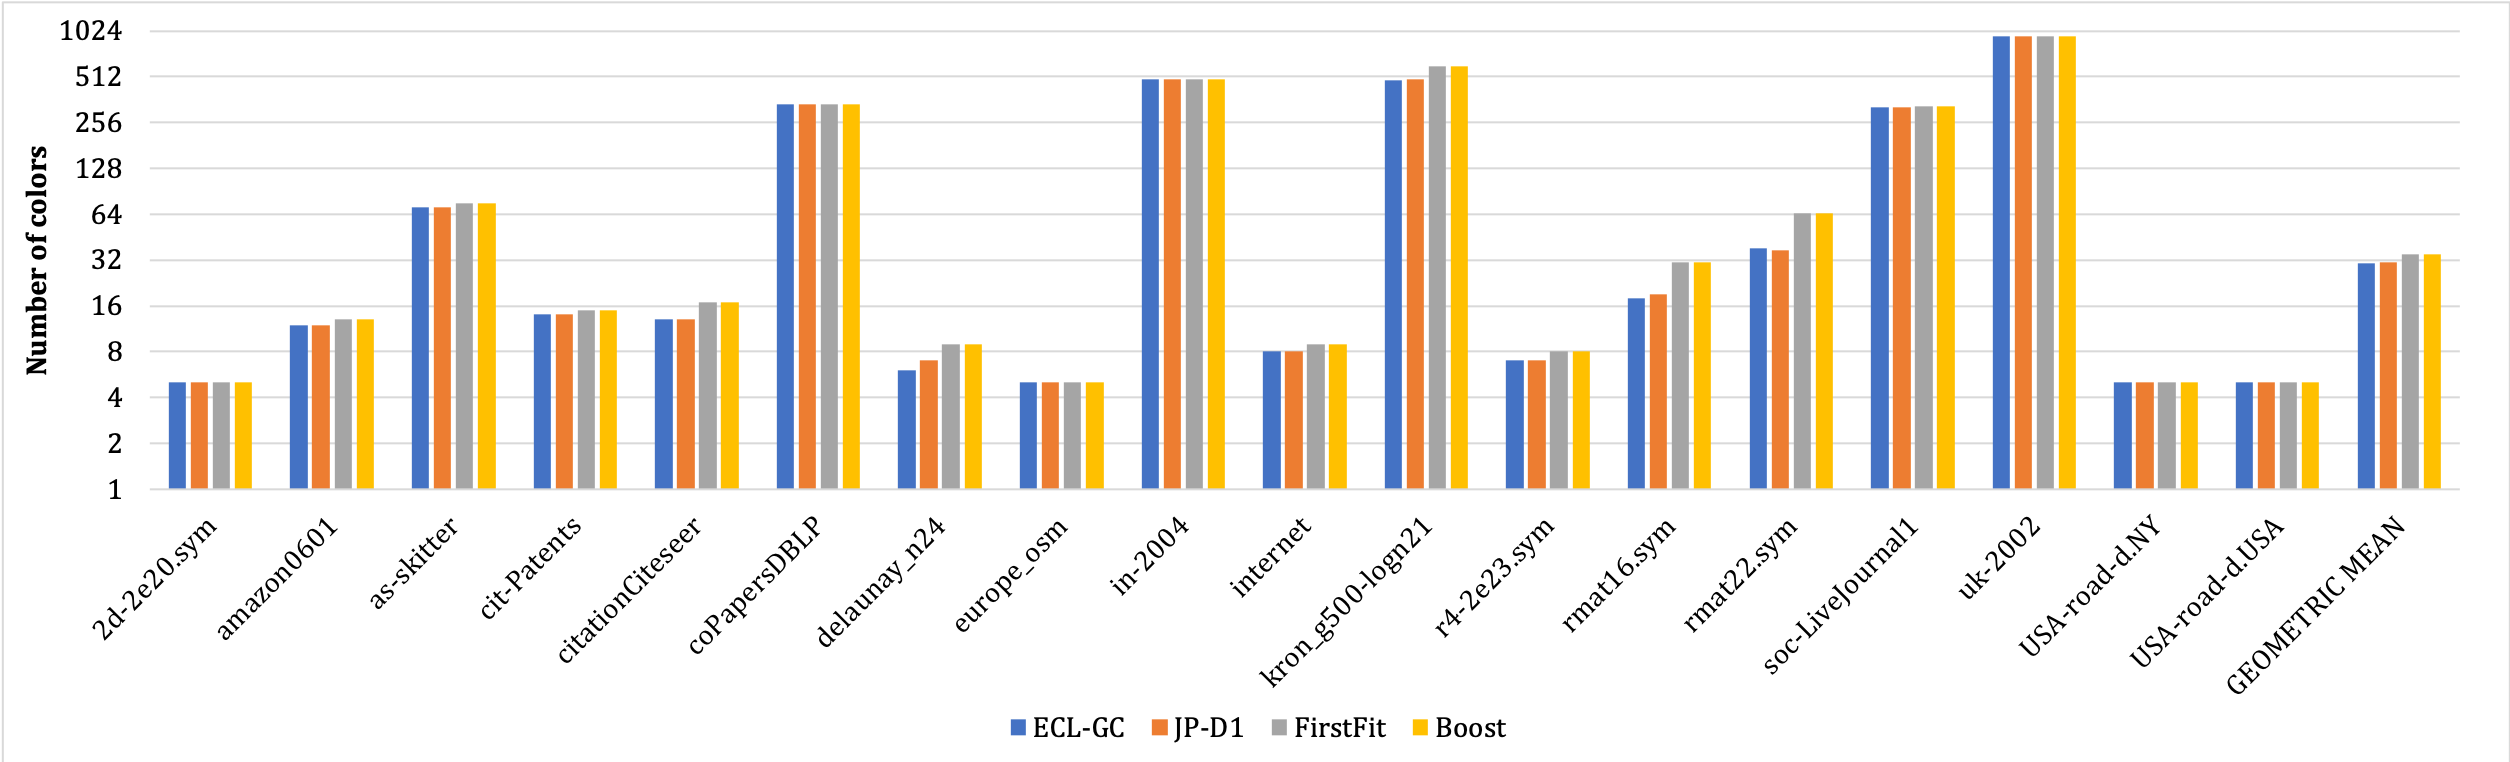 Number of colors
1024
512
256
128
64
32
16
8
4
2
1
2d-2e20.sym
amazon0601
as-skitter
cit-Patents
citationCiteseer
coPapersDBLP
delaunay_n24
europe_osm
in-2004
internet
kron_g500-logn21
r4-2e23.sym
rmat16.sym
rmat22.sym
soc-LiveJournal1
uk-2002
USA-road-d.NY
USA-road-d.USA
GEOMETRIC MEAN
ECL-GC JP-D1 FirstFit Boost